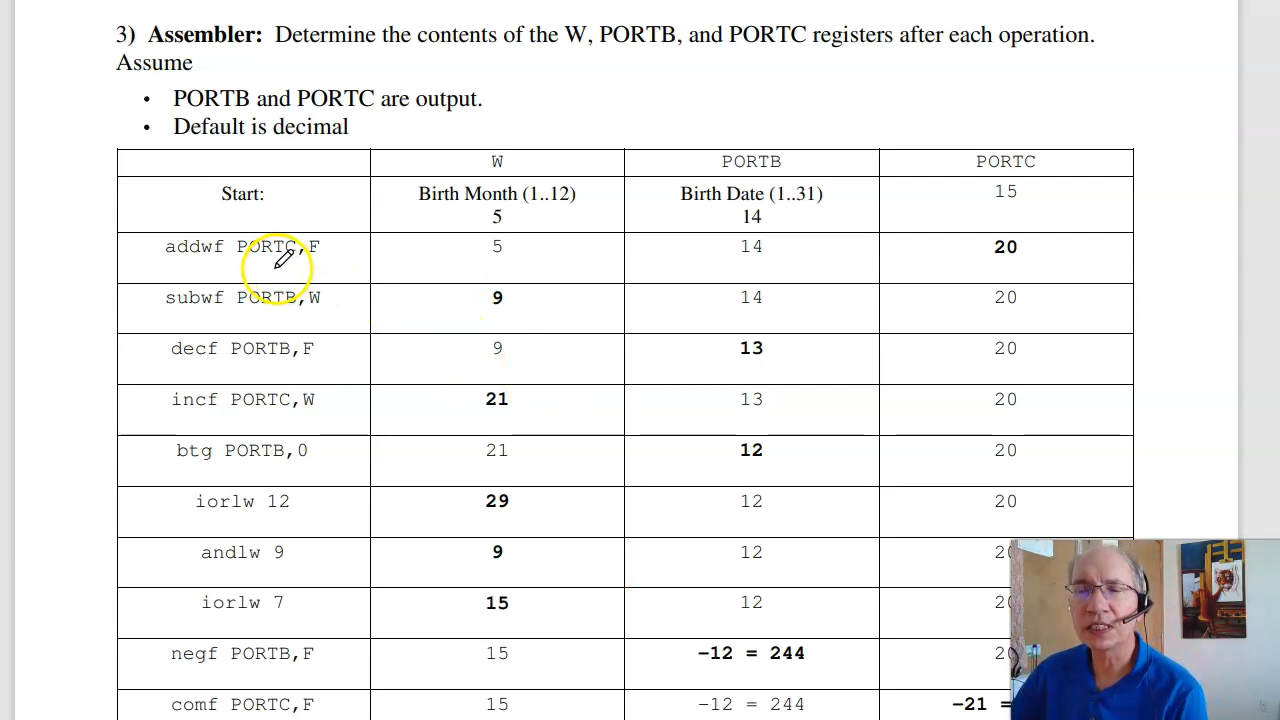 3) Assembler: Determine the contents of the W, PORTB, and PORTC registers after each operation.
Assume
• PORTB and PORTC are output.
• Default is decimal
W PORTB PORTC
Start: Birth Month (1..12) Birth Date (1..31) 15
5 14
addwf PORTC,F 5 14 20
subwf PORTB,W 9 14 20
decf PORTB,F 9 13 20
incf PORTC,W 21 13 20
btg PORTB,0 21 12 20
iorlw 12 29 12 20
andlw 9 9 12 20
iorlw 7 15 12 20
negf PORTB,F 15 -12 = 244 20
comf PORTC,F 15 -12 = 244 -21 =